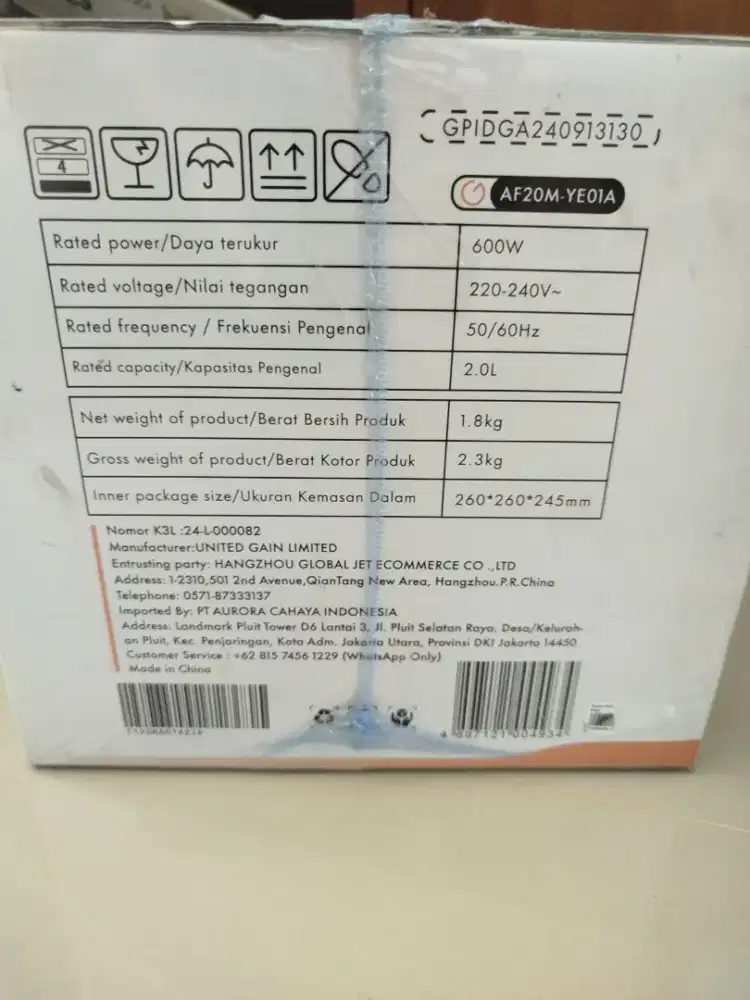 4
GPIDGA240913130
AF20M-YE01A
Rated power/Daya terukur 600W
Rated voltage/Nilai tegangan 220-240V~
Rated frequency / Frekuensi Pengenal 50/60Hz
Rated capacity/Kapasitas Pengenal 2.0L
Net weight of product/Berat Bersih Produk 1.8kg
Gross weight of product/Berat Kotor Produk 2.3kg
Inner package size/Ukuran Kemasan Dalam 260*260*245mm
Nomor K3L :24-L-000082
Manufacturer:UNITED GAIN LIMITED
Entrusting party: HANGZHOU GLOBAL JET ECOMMERCE CO .,LTD
Address: 1-2310,501 2nd Avenue,QianTang New Area, Hangzhou.P.R.China
Telephone: 0571-87333137
Imported By: PT AURORA CAHAYA INDONESIA
Address: Landmark Pluit Tower D6 Lantai 3, Jl. Pluit Selatan Raya, Desa/Kelurah-
an Pluit, Kec. Penjaringan, Kota Adm. Jakarta Utara, Provinsi DKI Jakarta 14450
Customer Service : +62 815 7456 1229 (WhatsApp Only)
Made in China
4 897121 004934